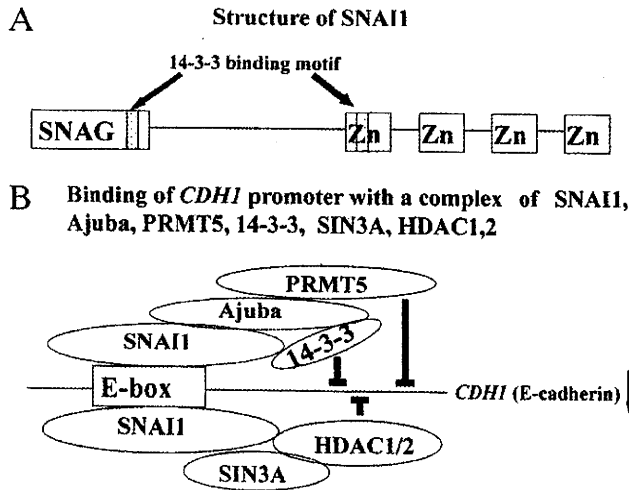 A
Structure of SNAI1
14-3-3 binding motif
SNAG
Zn
Zn
Zn
Zn
B
Binding of CDH1 promoter with a complex of SNAI1,
Ajuba, PRMT5, 14-3-3, SIN3A, HDAC1,2
PRMT5
Ajuba
SNAI1
14-3-3
E-box
CDH1 (E-cadherin)
SNAI1
HDAC1/2
SIN3A